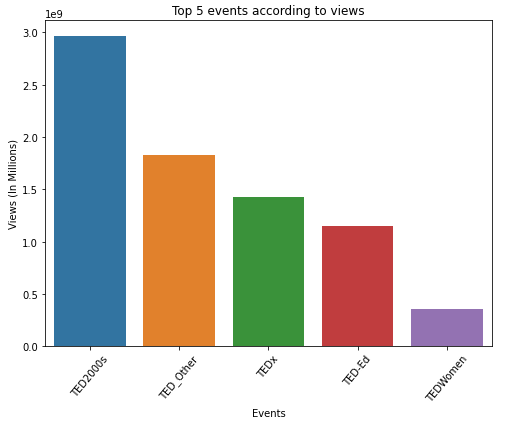 Top 5 events according to views
1e9
3.0
2.5
2.0
1.5
1.0
0.5
0.0
Views (In Millions)
TED2000s
TED_Other
TEDx
TED-Ed
TEDWomen
Events